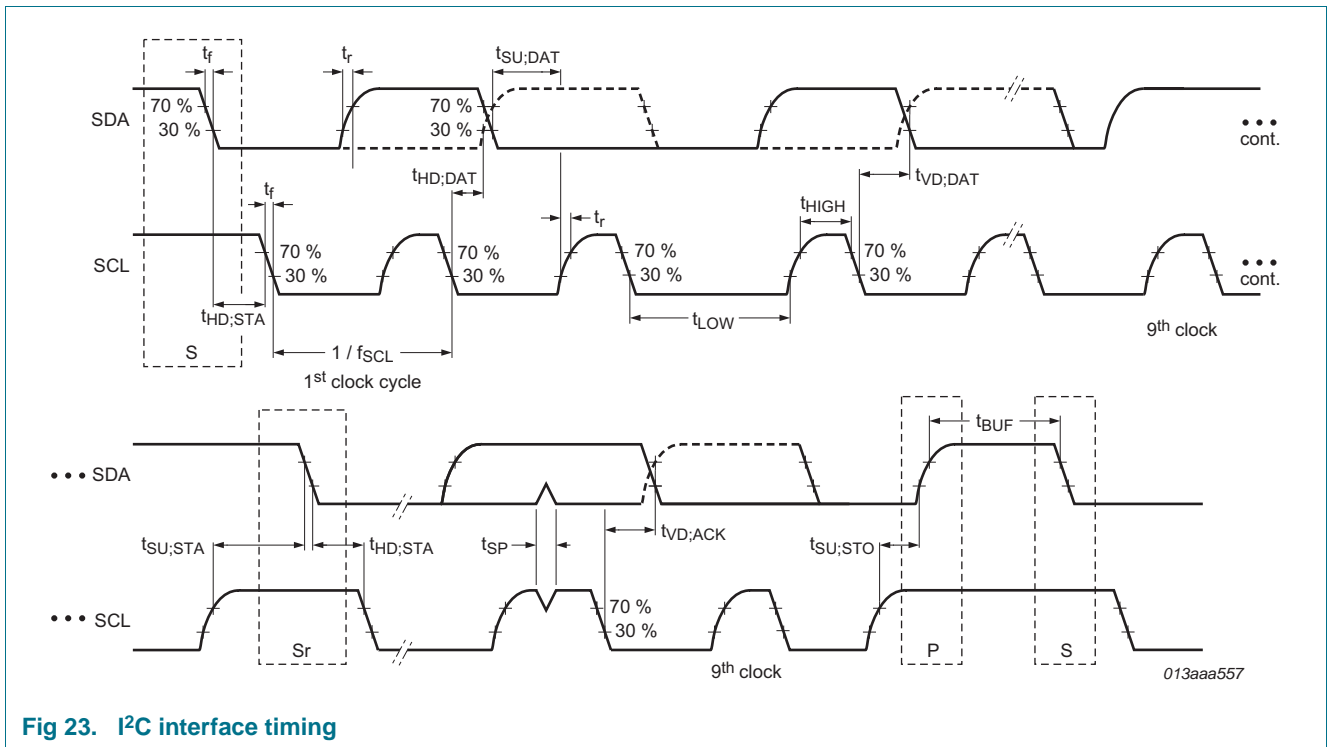 tf
tr
tSU;DAT
70 %
30 %
SDA
70 %
30 %
cont.
tHD;DAT
tVD;DAT
tf
tr
tHIGH
SCL
70 %
30 %
70 %
30 %
70 %
30 %
70 %
30 %
cont.
tHD;STA
tLOW
9th clock
S
1 / fSCL
1st clock cycle
tBUF
••• SDA
tSU;STA
tHD;STA
tSP
tVD;ACK
tSU;STO
••• SCL
70 %
30 %
Sr
9th clock
P
S
013aaa557
Fig 23. I²C interface timing